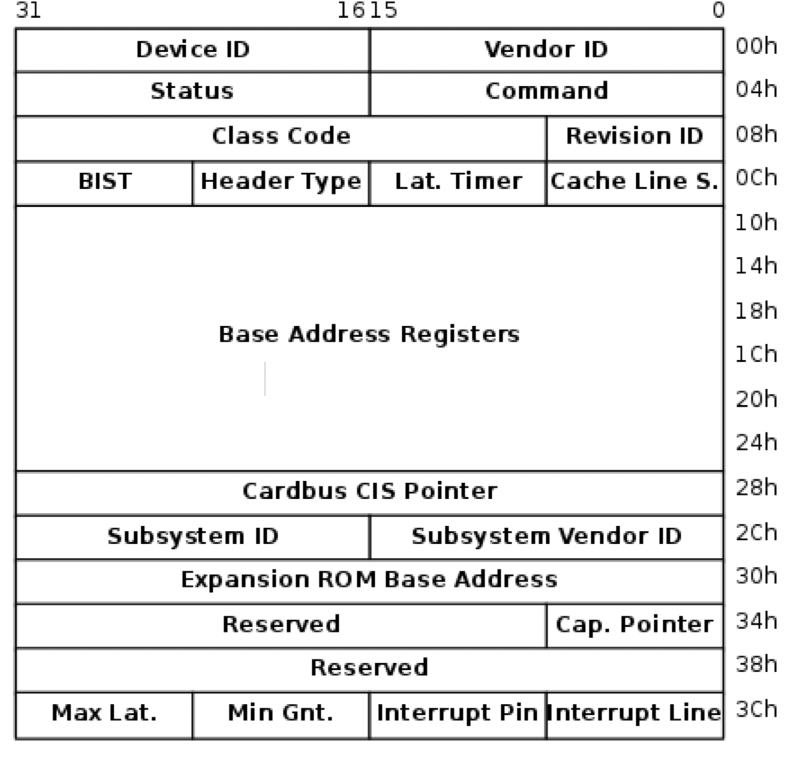 31 16 15 0
Device ID Vendor ID 00h
Status Command 04h
Class Code Revision ID 08h
BIST Header Type Lat. Timer Cache Line S. 0Ch
10h
14h
18h
Base Address Registers
1Ch
20h
24h
Cardbus CIS Pointer 28h
Subsystem ID Subsystem Vendor ID 2Ch
Expansion ROM Base Address 30h
Reserved Cap. Pointer 34h
Reserved 38h
Max Lat. Min Gnt. Interrupt Pin Interrupt Line 3Ch